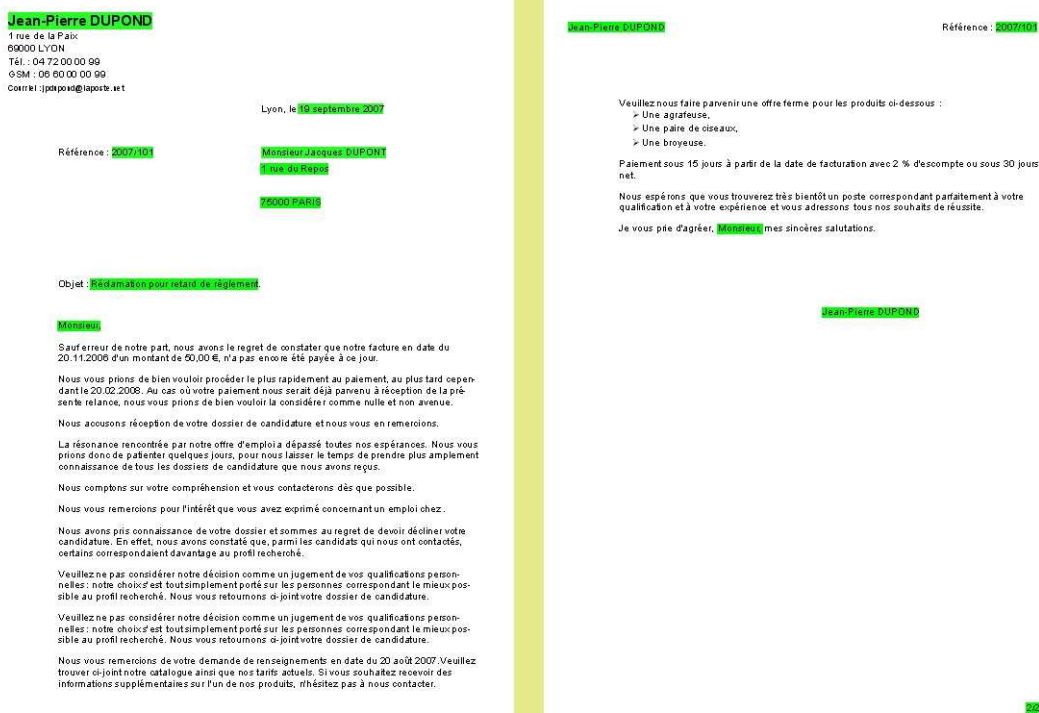 Jean-Pierre DUPOND
1 rue de la Paix
69000 LYON
Tél. : 04 72 00 00 99
GSM : 06 60 00 00 99
Courriel : jpdupond@laposte.net
Lyon, le 19 septembre 2007
Référence : 2007/101
Monsieur Jacques DUPONT
1 rue du Repos
75000 PARIS
Objet : Réclamation pour retard de règlement.
Monsieur,
Sauf erreur de notre part, nous avons le regret de constater que notre facture en date du
20.11.2006 d'un montant de 50,00 €, n'a pas encore été payée à ce jour.
Nous vous prions de bien vouloir procéder le plus rapidement au paiement, au plus tard cepen-
dant le 20.02.2008. Au cas où votre paiement nous serait déjà parvenu à réception de la pré-
sente relance, nous vous prions de bien vouloir la considérer comme nulle et non avenue.
Nous accusons réception de votre dossier de candidature et nous vous en remercions.
La résonance rencontrée par notre offre d'emploi a dépassé toutes nos espérances. Nous vous
prions donc de patienter quelques jours, pour nous laisser le temps de prendre plus amplement
connaissance de tous les dossiers de candidature que nous avons reçus.
Nous comptons sur votre compréhension et vous contacterons dès que possible.
Nous vous remercions pour l'intérêt que vous avez exprimé concernant un emploi chez .
Nous avons pris connaissance de votre dossier et sommes au regret de devoir décliner votre
candidature. En effet, nous avons constaté que, parmi les candidats qui nous ont contactés,
certains correspondaient davantage au profil recherché.
Veuillez ne pas considérer notre décision comme un jugement de vos qualifications person-
nelles : notre choix s'est tout simplement porté sur les personnes correspondant le mieux pos-
sible au profil recherché. Nous vous retournons ci-joint votre dossier de candidature.
Veuillez ne pas considérer notre décision comme un jugement de vos qualifications person-
nelles : notre choix s'est tout simplement porté sur les personnes correspondant le mieux pos-
sible au profil recherché. Nous vous retournons ci-joint votre dossier de candidature.
Nous vous remercions de votre demande de renseignements en date du 20 août 2007.Veuillez
trouver ci-joint notre catalogue ainsi que nos tarifs actuels. Si vous souhaitez recevoir des
informations supplémentaires sur l'un de nos produits, n'hésitez pas à nous contacter.
Jean-Pierre DUPOND
Référence : 2007/101
Veuillez nous faire parvenir une offre ferme pour les produits ci-dessous :
➢ Une agrafeuse,
➢ Une paire de ciseaux,
➢ Une broyeuse.
Paiement sous 15 jours à partir de la date de facturation avec 2 % d'escompte ou sous 30 jours
net.
Nous espérons que vous trouverez très bientôt un poste correspondant parfaitement à votre
qualification et à votre expérience et vous adressons tous nos souhaits de réussite.
Je vous prie d'agréer, Monsieur, mes sincères salutations.
Jean-Pierre DUPOND
2/2